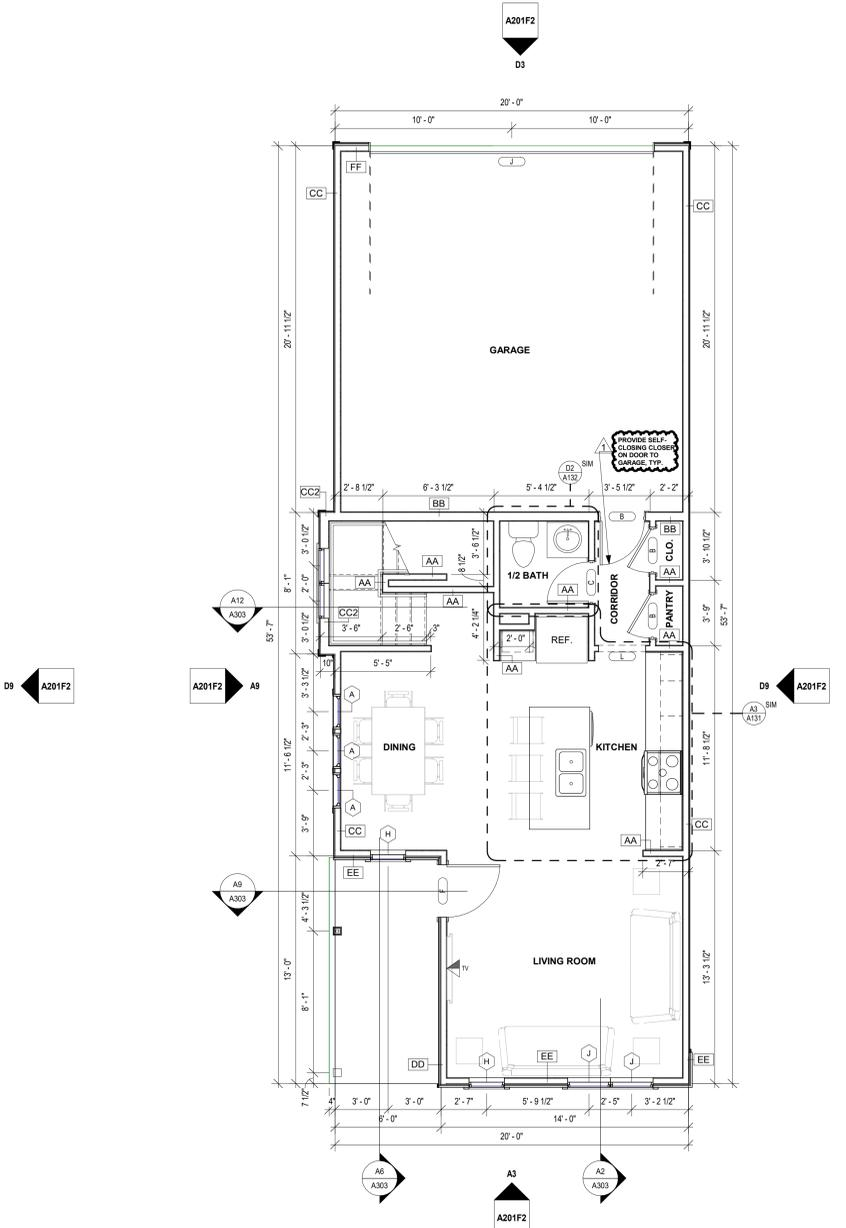 A201F2
D3
20' - 0"
10' - 0"
10' - 0"
J
FF
CC
CC
20' - 11 1/2"
20' - 11 1/2"
GARAGE
1
PROVIDE SELF-
CLOSING CLOSER
ON DOOR TO
GARAGE, TYP.
D2
A132
SIM
2' - 8 1/2"
6' - 3 1/2"
5' - 4 1/2"
3' - 5 1/2"
2' - 2"
CC2
BB
B
BB
3' - 0 1/2"
3' - 6 1/2"
B
CLO.
3' - 10 1/2"
8' - 1"
2' - 0"
AA
AA
8 1/2"
1/2 BATH
C
AA
AA
AA
CORRIDOR
B
PANTRY
3' - 9"
A12
A303
53' - 7"
53' - 7"
CC2
3' - 0 1/2"
3' - 6"
2' - 6"
3"
4' - 2 1/4"
2' - 0"
REF.
AA
AA
L
10"
5' - 5"
D9
A201F2
A201F2
A9
D9
A201F2
3' - 3 1/2"
A
A3
A131
SIM
2' - 3"
DINING
A
KITCHEN
11' - 8 1/2"
11' - 6 1/2"
2' - 3"
A
3' - 9"
CC
H
CC
AA
EE
2' - 7"
A9
A303
F
4' - 3 1/2"
13' - 0"
LIVING ROOM
TV
13' - 3 1/2"
8' - 1"
DD
H
EE
J
J
EE
7 1/2"
4"
3' - 0"
3' - 0"
2' - 7"
5' - 9 1/2"
2' - 5"
3' - 2 1/2"
6' - 0"
14' - 0"
20' - 0"
A6
A303
A3
A201F2
A2
A303